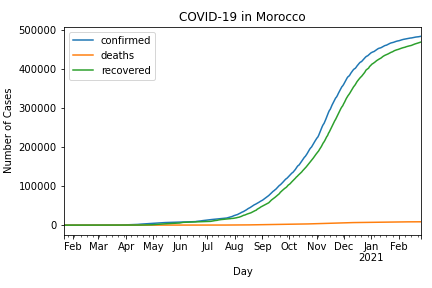 COVID-19 in Morocco
500000
400000
300000
200000
100000
0
Number of Cases
confirmed
deaths
recovered
Feb Mar Apr May Jun Jul Aug Sep Oct Nov Dec Jan Feb
2021
Day